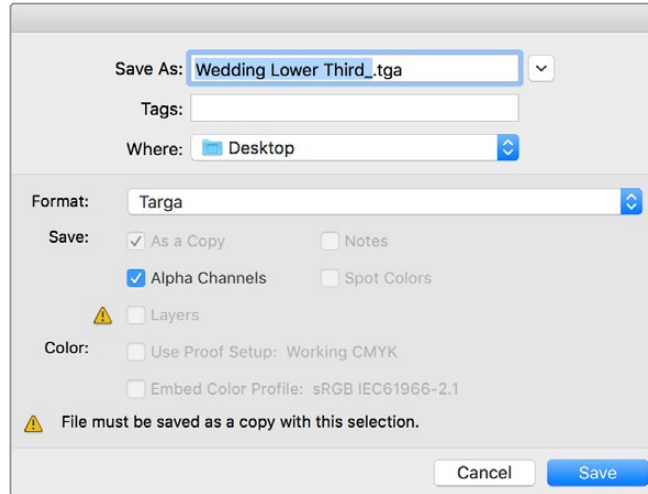 Save As: Wedding Lower Third_.tga
Tags:
Where: Desktop
Format: Targa
Save: As a Copy Notes
Alpha Channels Spot Colors
Layers
Color: Use Proof Setup: Working CMYK
Embed Color Profile: sRGB IEC61966-2.1
File must be saved as a copy with this selection.
Cancel Save